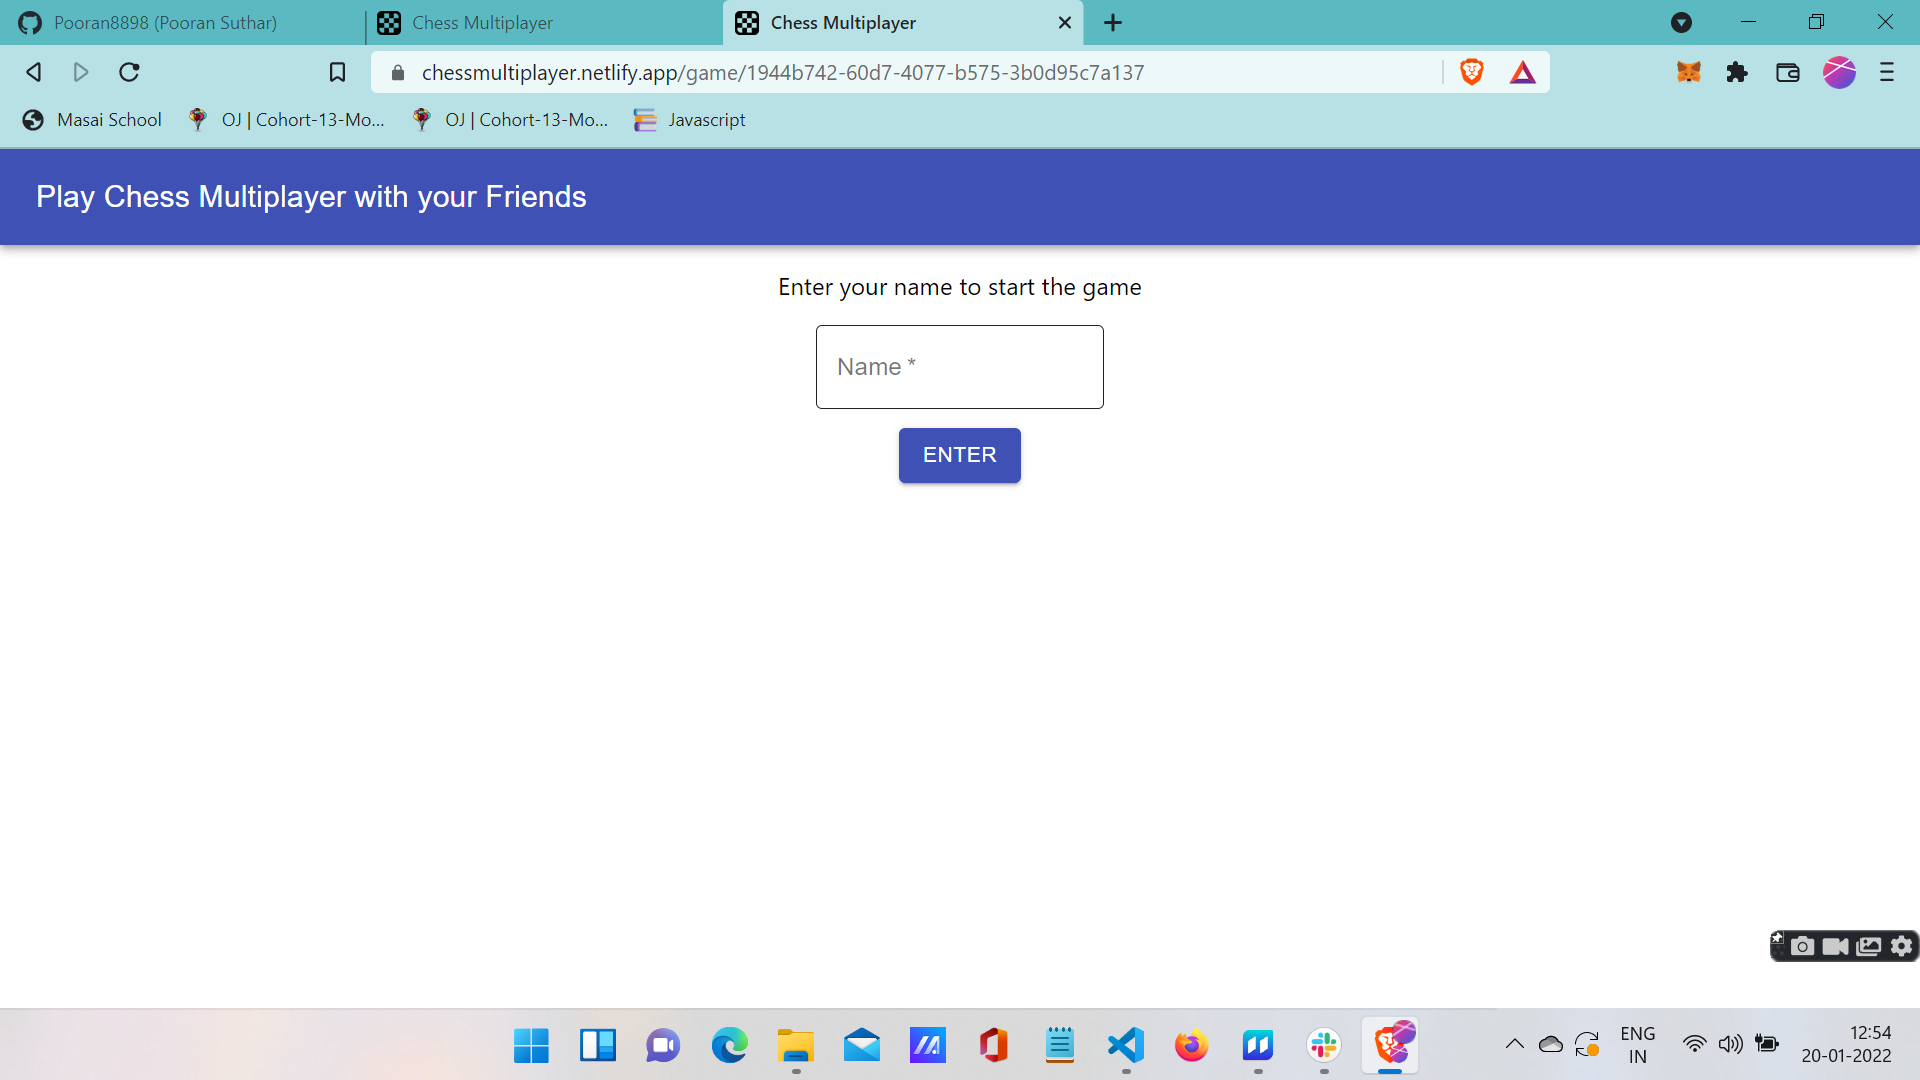 Pooran8898 (Pooran Suthar)
Chess Multiplayer
Chess Multiplayer
chessmultiplayer.netlify.app/game/1944b742-60d7-4077-b575-3b0d95c7a137
Masai School
OJ | Cohort-13-Mo...
OJ | Cohort-13-Mo...
Javascript
Play Chess Multiplayer with your Friends
Enter your name to start the game
Name *
ENTER
ENG
IN
12:54
20-01-2022